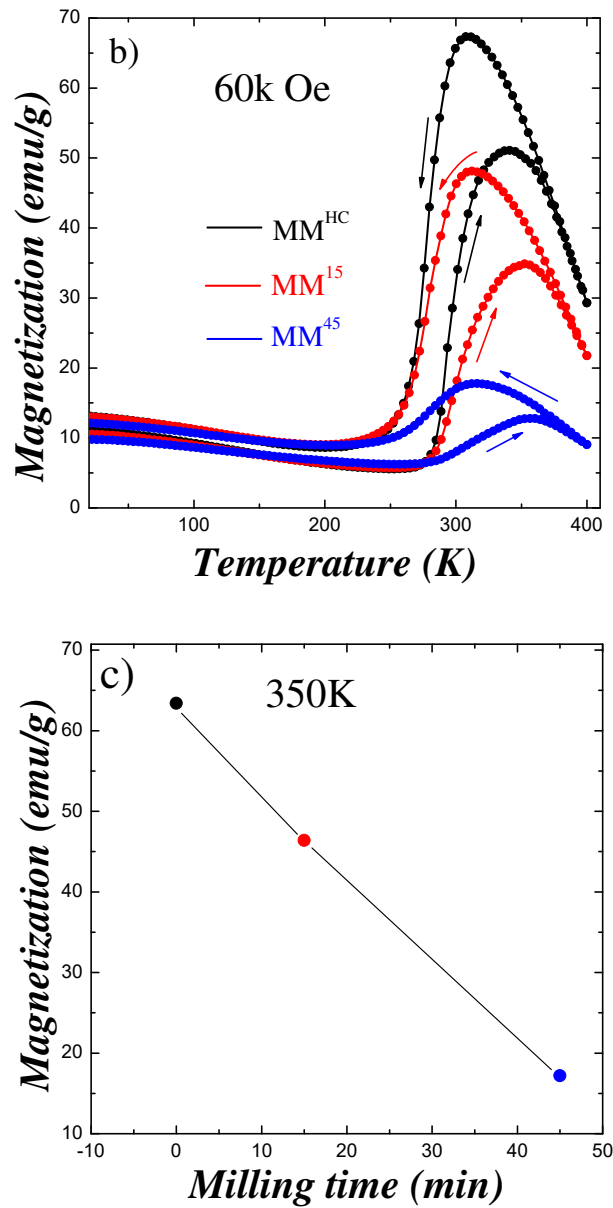 b)
60k Oe
MM^HC
MM^15
MM^45
Magnetization (emu/g)
70
60
50
40
30
20
10
0
100 200 300 400
Temperature (K)
c)
350K
Magnetization (emu/g)
70
60
50
40
30
20
10
-10 0 10 20 30 40 50
Milling time (min)